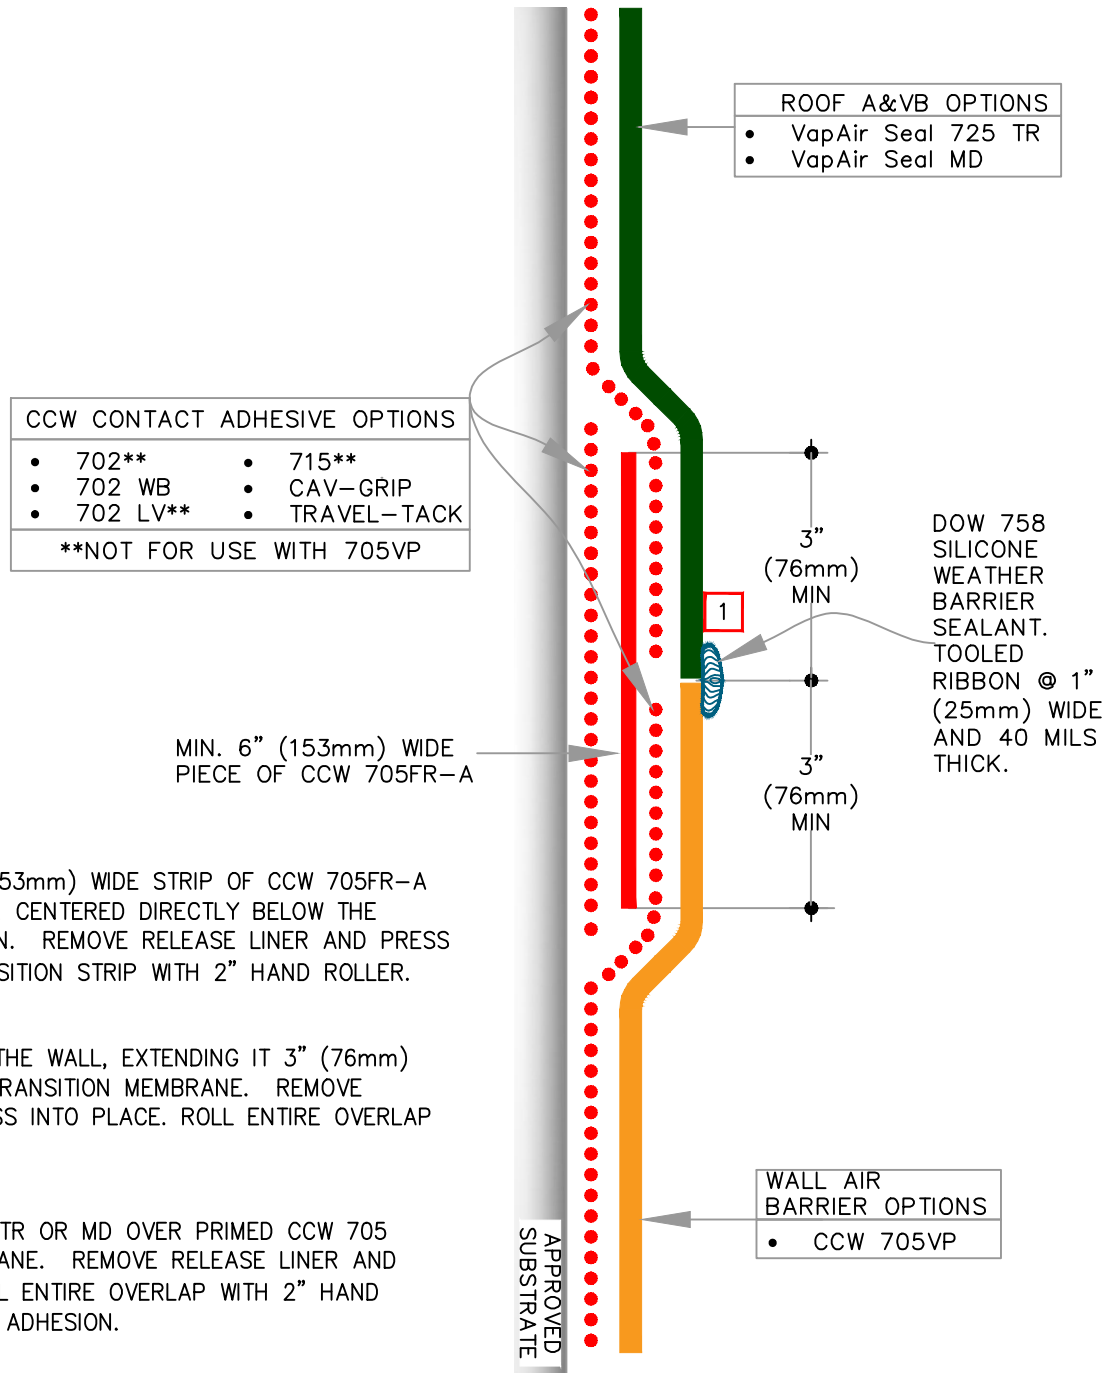 ROOF A&VB OPTIONS
• VapAir Seal 725 TR
• VapAir Seal MD
CCW CONTACT ADHESIVE OPTIONS
• 702** • 715**
• 702 WB • CAV-GRIP
• 702 LV** • TRAVEL-TACK
**NOT FOR USE WITH 705VP
3"
(76mm)
MIN
1
DOW 758
SILICONE
WEATHER
BARRIER
SEALANT.
TOOLED
RIBBON @ 1"
(25mm) WIDE
AND 40 MILS
THICK.
MIN. 6" (153mm) WIDE
PIECE OF CCW 705FR-A
3"
(76mm)
MIN
53mm) WIDE STRIP OF CCW 705FR-A
CENTERED DIRECTLY BELOW THE
N. REMOVE RELEASE LINER AND PRESS
SITION STRIP WITH 2" HAND ROLLER.
THE WALL, EXTENDING IT 3" (76mm)
RANSITION MEMBRANE. REMOVE
SS INTO PLACE. ROLL ENTIRE OVERLAP
TR OR MD OVER PRIMED CCW 705
ANE. REMOVE RELEASE LINER AND
L ENTIRE OVERLAP WITH 2" HAND
ADHESION.
APPROVED
SUBSTRATE
WALL AIR
BARRIER OPTIONS
• CCW 705VP